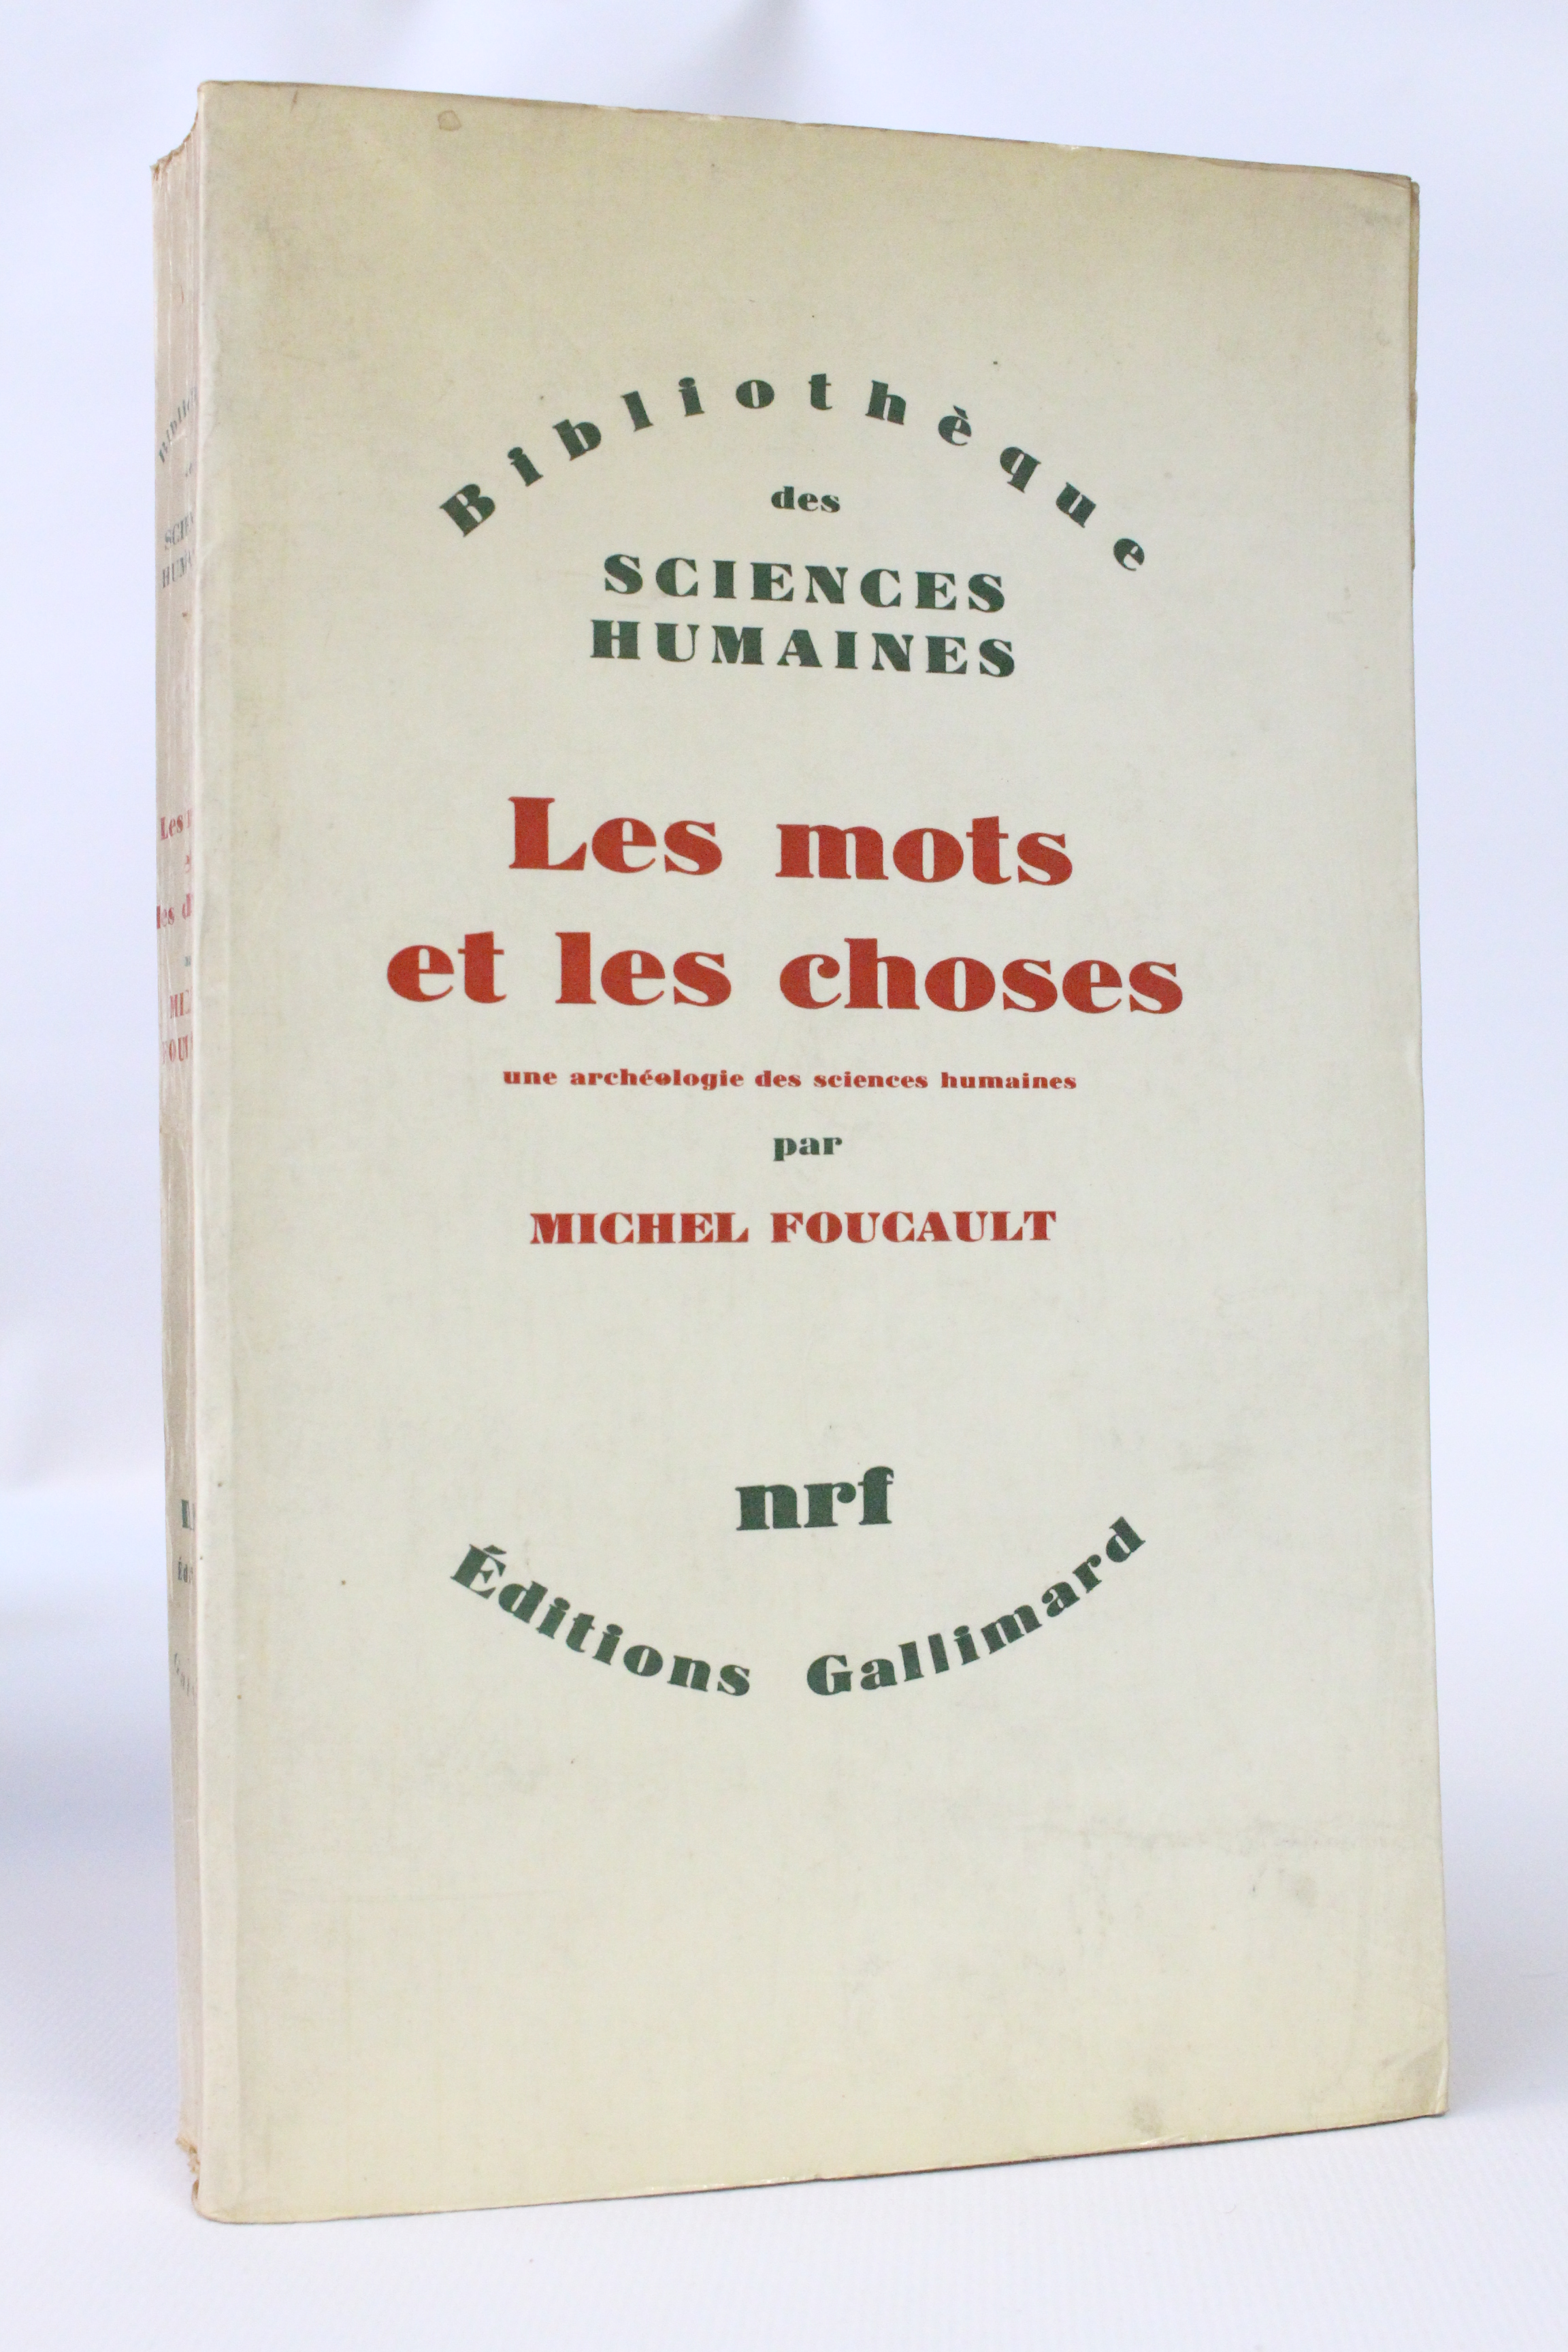 Bibliothèque
des
SCIENCES
HUMAINES
Les mots
et les choses
une archéologie des sciences humaines
par
MICHEL FOUCAULT
nrf
Éditions Gallimard